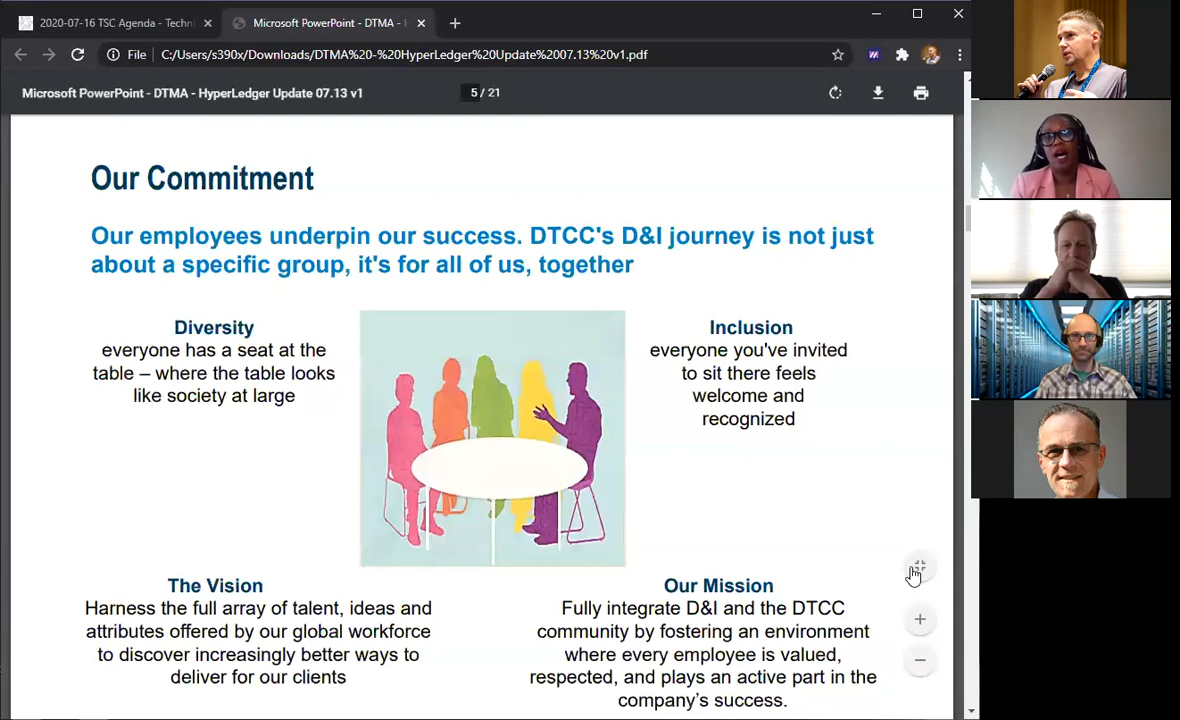 2020-07-16 TSC Agenda - Techni
Microsoft PowerPoint - DTMA - H
File
C:/Users/s390x/Downloads/DTMA%20-%20HyperLedger%20Update%2007.13%20v1.pdf
Microsoft PowerPoint - DTMA - HyperLedger Update 07.13 v1
5 / 21
Our Commitment
Our employees underpin our success. DTCC's D&I journey is not just
about a specific group, it's for all of us, together
Diversity
everyone has a seat at the
table – where the table looks
like society at large
Inclusion
everyone you've invited
to sit there feels
welcome and
recognized
The Vision
Harness the full array of talent, ideas and
attributes offered by our global workforce
to discover increasingly better ways to
deliver for our clients
Our Mission
Fully integrate D&I and the DTCC
community by fostering an environment
where every employee is valued,
respected, and plays an active part in the
company's success.